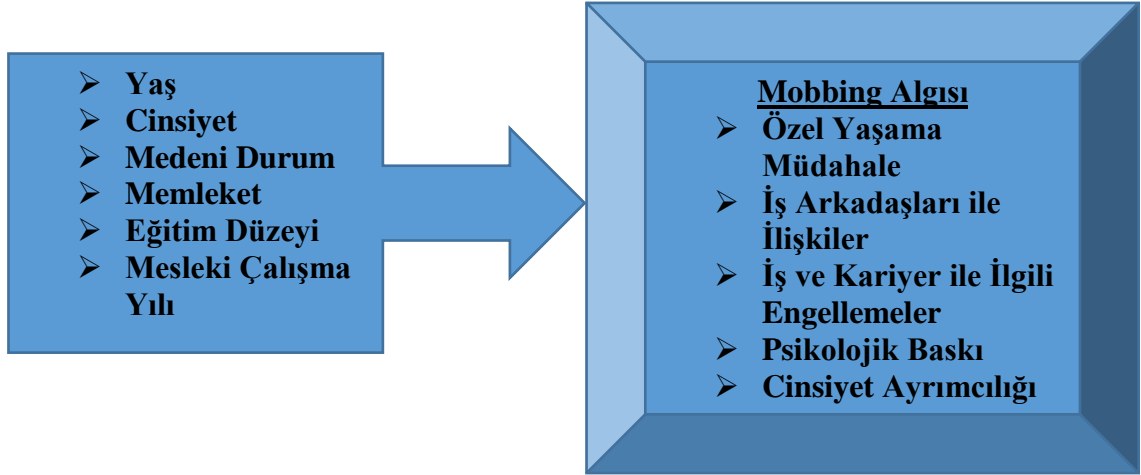 ➢ Yaş
➢ Cinsiyet
➢ Medeni Durum
➢ Memleket
➢ Eğitim Düzeyi
➢ Mesleki Çalışma
Yılı
Mobbing Algısı
➢ Özel Yaşama
Müdahale
➢ İş Arkadaşları ile
İlişkiler
➢ İş ve Kariyer ile İlgili
Engellemeler
➢ Psikolojik Baskı
➢ Cinsiyet Ayrımcılığı